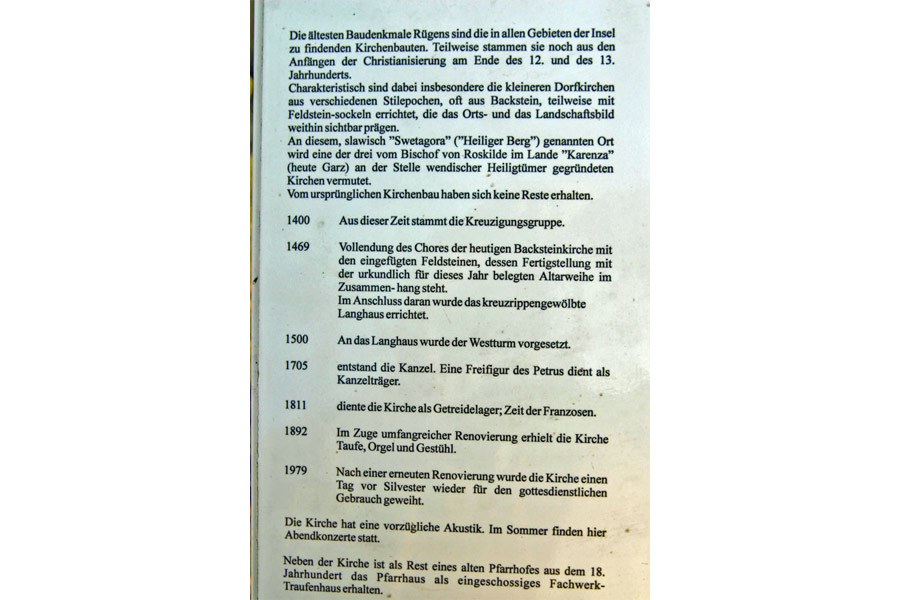 Die ältesten Baudenkmale Rügens sind die in allen Gebieten der Insel
zu findenden Kirchenbauten. Teilweise stammen sie noch aus den
Anfängen der Christianisierung am Ende des 12. und des 13.
Jahrhunderts.
Charakteristisch sind dabei insbesondere die kleineren Dorfkirchen
aus verschiedenen Stilepochen, oft aus Backstein, teilweise mit
Feldstein-sockeln errichtet, die das Orts- und das Landschaftsbild
weithin sichtbar prägen.
An diesem, slawisch ”Swetagora” (”Heiliger Berg”) genannten Ort
wird eine der drei vom Bischof von Roskilde im Lande ”Karenza”
(heute Garz) an der Stelle wendischer Heiligtümer gegründeten
Kirchen vermutet.
Vom ursprünglichen Kirchenbau haben sich keine Reste erhalten.
1400 Aus dieser Zeit stammt die Kreuzigungsgruppe.
1469 Vollendung des Chores der heutigen Backsteinkirche mit
den eingefügten Feldsteinen, dessen Fertigstellung mit
der urkundlich für dieses Jahr belegten Altarweihe im
Zusammen- hang steht.
Im Anschluss daran wurde das kreuzrippengewölbte
Langhaus errichtet.
1500 An das Langhaus wurde der Westturm vorgesetzt.
1705 entstand die Kanzel. Eine Freifigur des Petrus dient als
Kanzelträger.
1811 diente die Kirche als Getreidelager; Zeit der Franzosen.
1892 Im Zuge umfangreicher Renovierung erhielt die Kirche
Taufe, Orgel und Gestühl.
1979 Nach einer erneuten Renovierung wurde die Kirche einen
Tag vor Silvester wieder für den gottesdienstlichen
Gebrauch geweiht.
Die Kirche hat eine vorzügliche Akustik. Im Sommer finden hier
Abendkonzerte statt.
Neben der Kirche ist als Rest eines alten Pfarrhofes aus dem 18.
Jahrhundert das Pfarrhaus als eingeschossiges Fachwerk-
Traufenhaus erhalten.